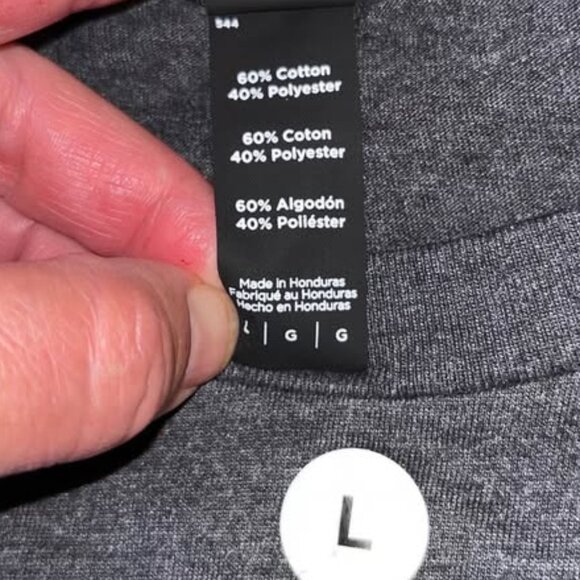 844
60% Cotton
40% Polyester
60% Coton
40% Polyester
60% Algodón
40% Poliéster
Made in Honduras
Fabriqué au Honduras
Hecho en Honduras
L | G | G
L